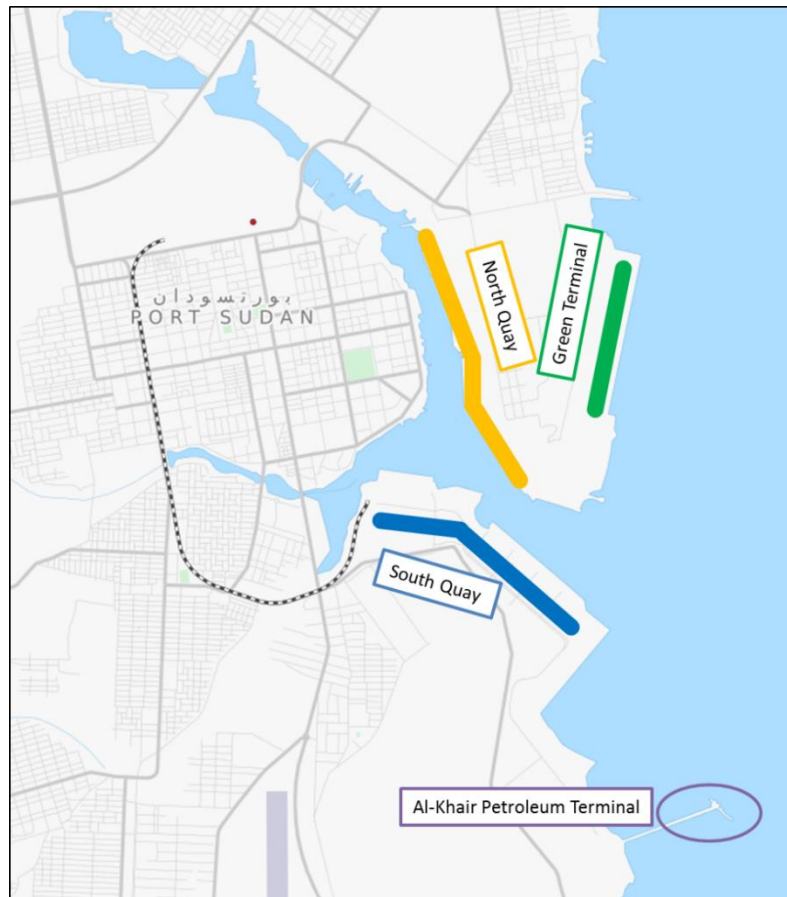 North Quay
Green Terminal
بورتسودان
PORT SUDAN
South Quay
Al-Khair Petroleum Terminal